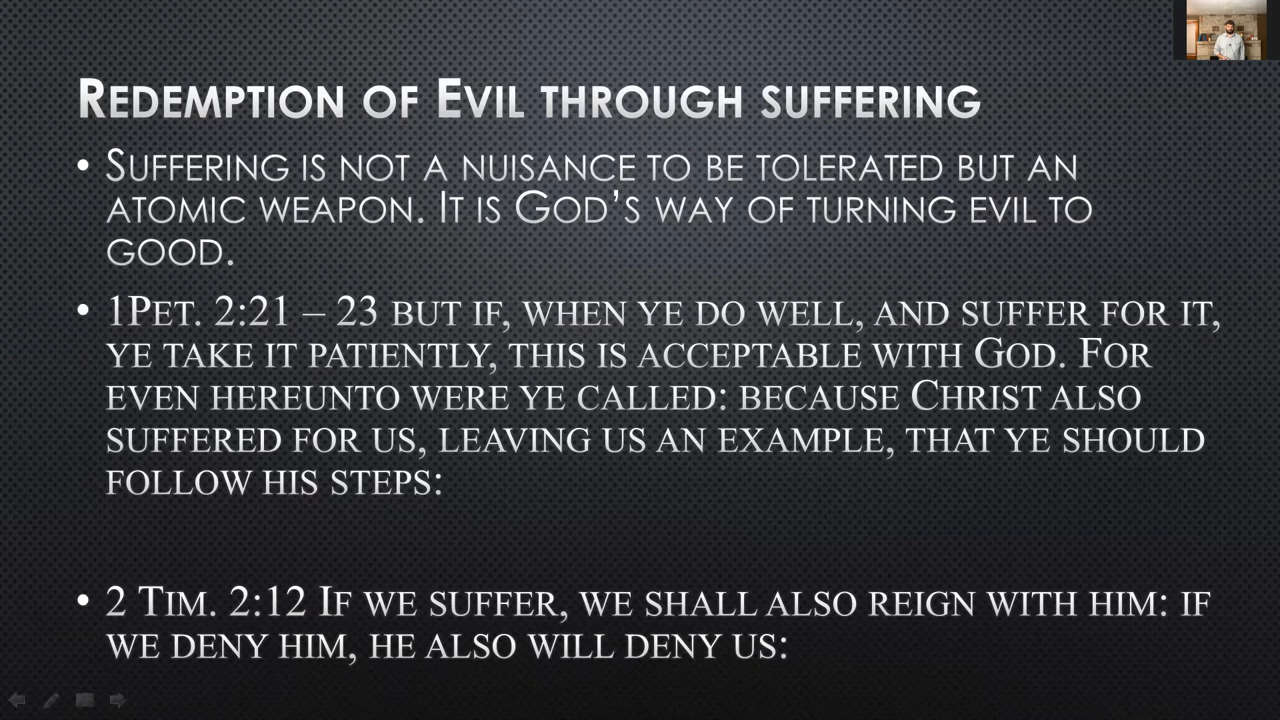 Redemption of Evil through suffering
• Suffering is not a nuisance to be tolerated but an
atomic weapon. It is God's way of turning evil to
good.
• 1Pet. 2:21 – 23 but if, when ye do well, and suffer for it,
ye take it patiently, this is acceptable with God. For
even hereunto were ye called: because Christ also
suffered for us, leaving us an example, that ye should
follow his steps:
• 2 Tim. 2:12 If we suffer, we shall also reign with him: if
we deny him, he also will deny us: